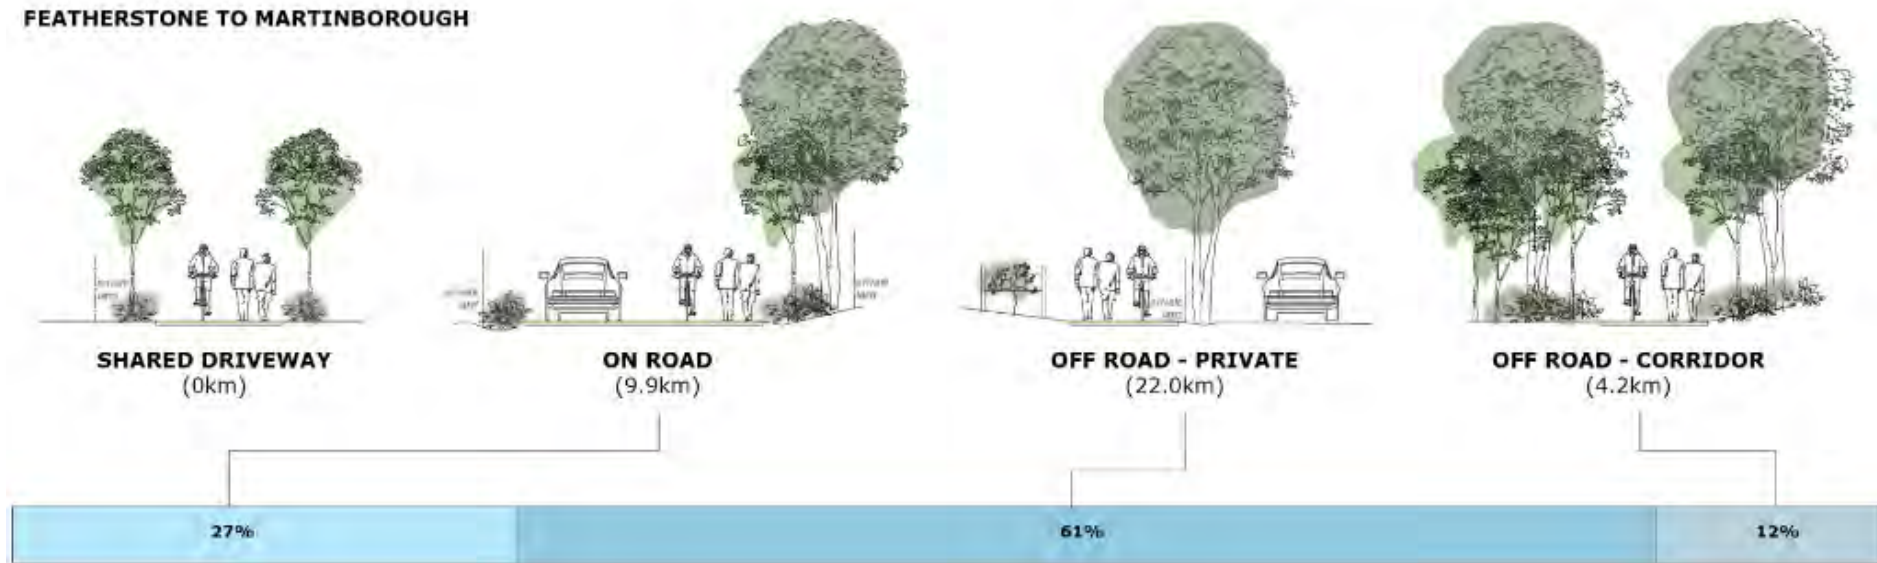 FEATHERSTONE TO MARTINBOROUGH
SHARED DRIVEWAY
(0km)
ON ROAD
(9.9km)
OFF ROAD - PRIVATE
(22.0km)
OFF ROAD - CORRIDOR
(4.2km)
27%
61%
12%